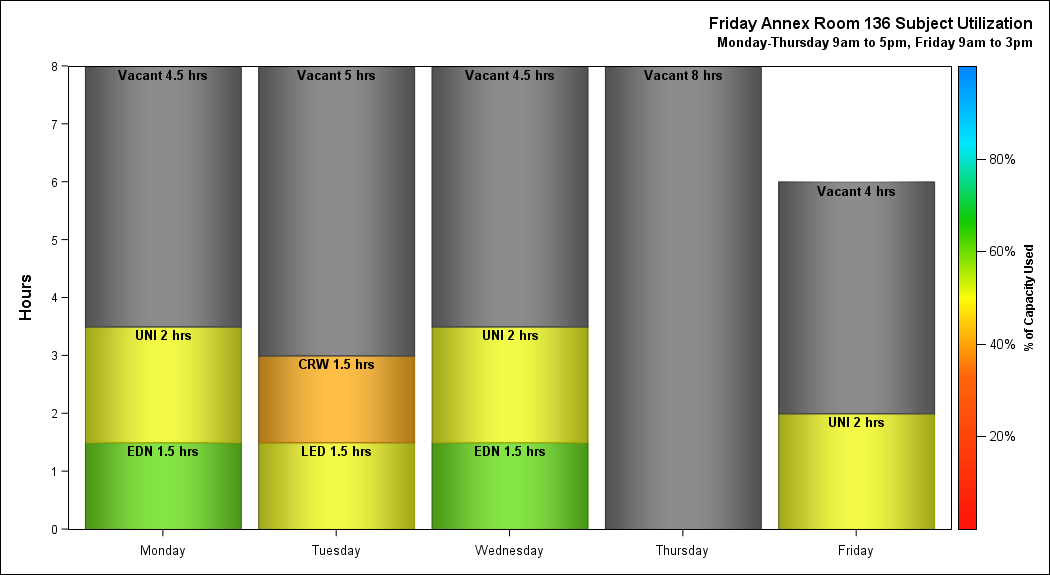 Friday Annex Room 136 Subject Utilization
Monday-Thursday 9am to 5pm, Friday 9am to 3pm
Hours
8
7
6
5
4
3
2
1
0
Vacant 4.5 hrs
UNI 2 hrs
EDN 1.5 hrs
Vacant 5 hrs
CRW 1.5 hrs
LED 1.5 hrs
Vacant 4.5 hrs
UNI 2 hrs
EDN 1.5 hrs
Vacant 8 hrs
Vacant 4 hrs
UNI 2 hrs
Monday
Tuesday
Wednesday
Thursday
Friday
80%
60%
40%
20%
% of Capacity Used